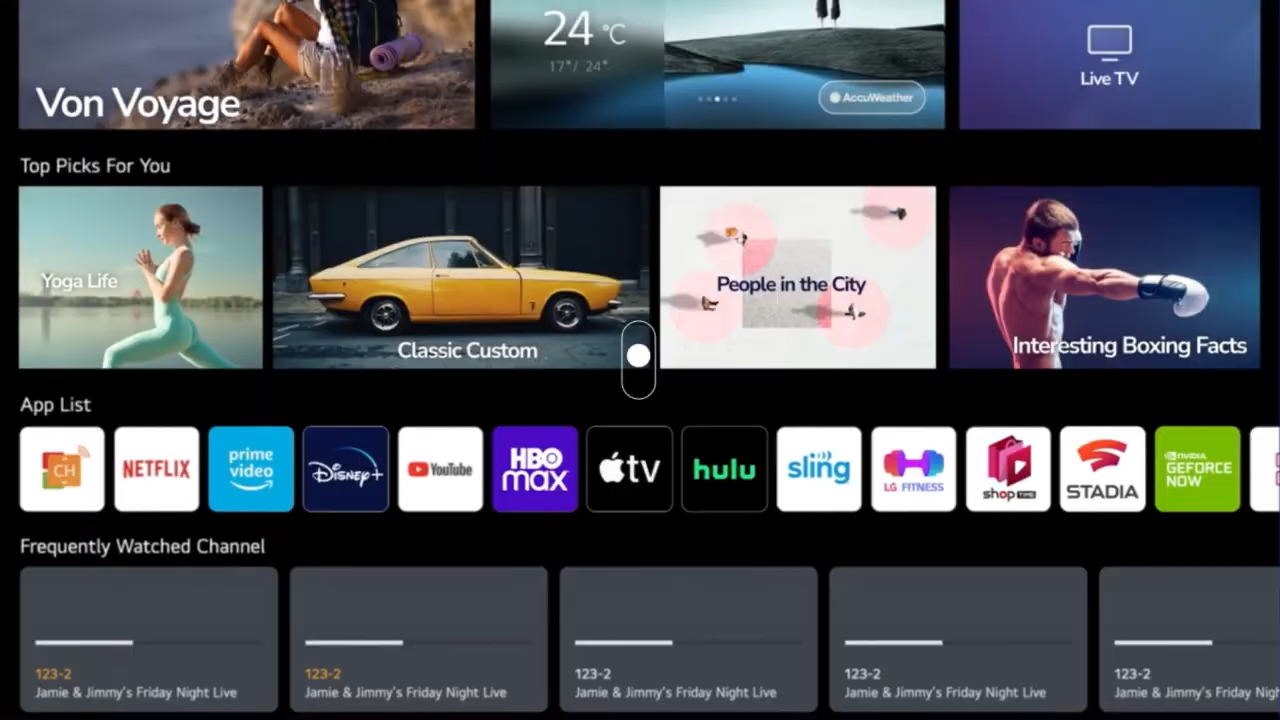 24 °C
17°/ 24°
Von Voyage
AccuWeather
Live TV
Top Picks For You
Yoga Life
Classic Custom
People in the City
Interesting Boxing Facts
App List
CH
NETFLIX
prime
video
Disney+
YouTube
HBO
max
tv
hulu
sling
LG FITNESS
shop TIME
STADIA
NVIDIA
GEFORCE
NOW
Frequently Watched Channel
123-2
Jamie & Jimmy's Friday Night Live
123-2
Jamie & Jimmy's Friday Night Live
123-2
Jamie & Jimmy's Friday Night Live
123-2
Jamie & Jimmy's Friday Night Live
123-2
Jamie & Jimmy's Friday Nig